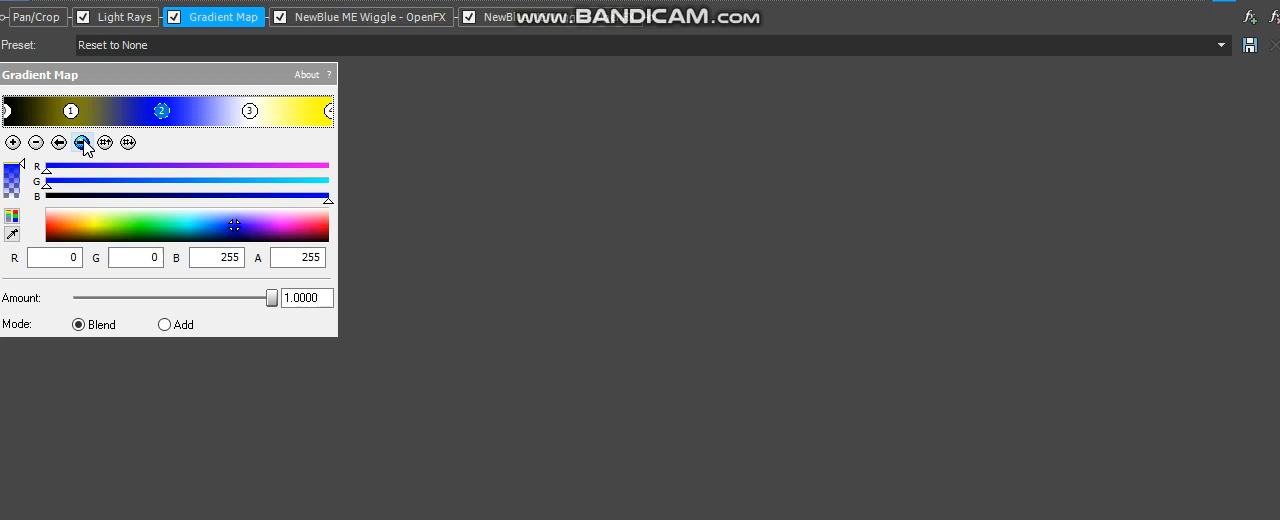 Pan/Crop Light Rays Gradient Map NewBlue ME Wiggle - OpenFX
www.BANDICAM.com
Preset: Reset to None
Gradient Map About ?
1 2 3
R
G
B
R 0 G 0 B 255 A 255
Amount: 1.0000
Mode: Blend Add